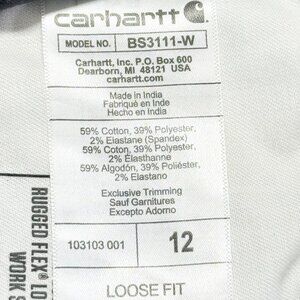 carhartt
MODEL NO. BS3111-W
Carhartt, Inc. P.O. Box 600
Dearborn, MI 48121 USA
carhartt.com
Made in India
Fabriqué en Inde
Hecho en India
59% Cotton, 39% Polyester,
2% Elastane (Spandex)
59% Coton, 39% Polyester,
2% Elasthanne
59% Algodón, 39% Poliéster,
2% Elastano
Exclusive Trimming
Sauf Garnitures
Excepto Adorno
103103 001 12
LOOSE FIT
RUGGED FLEX® LO
WORK S